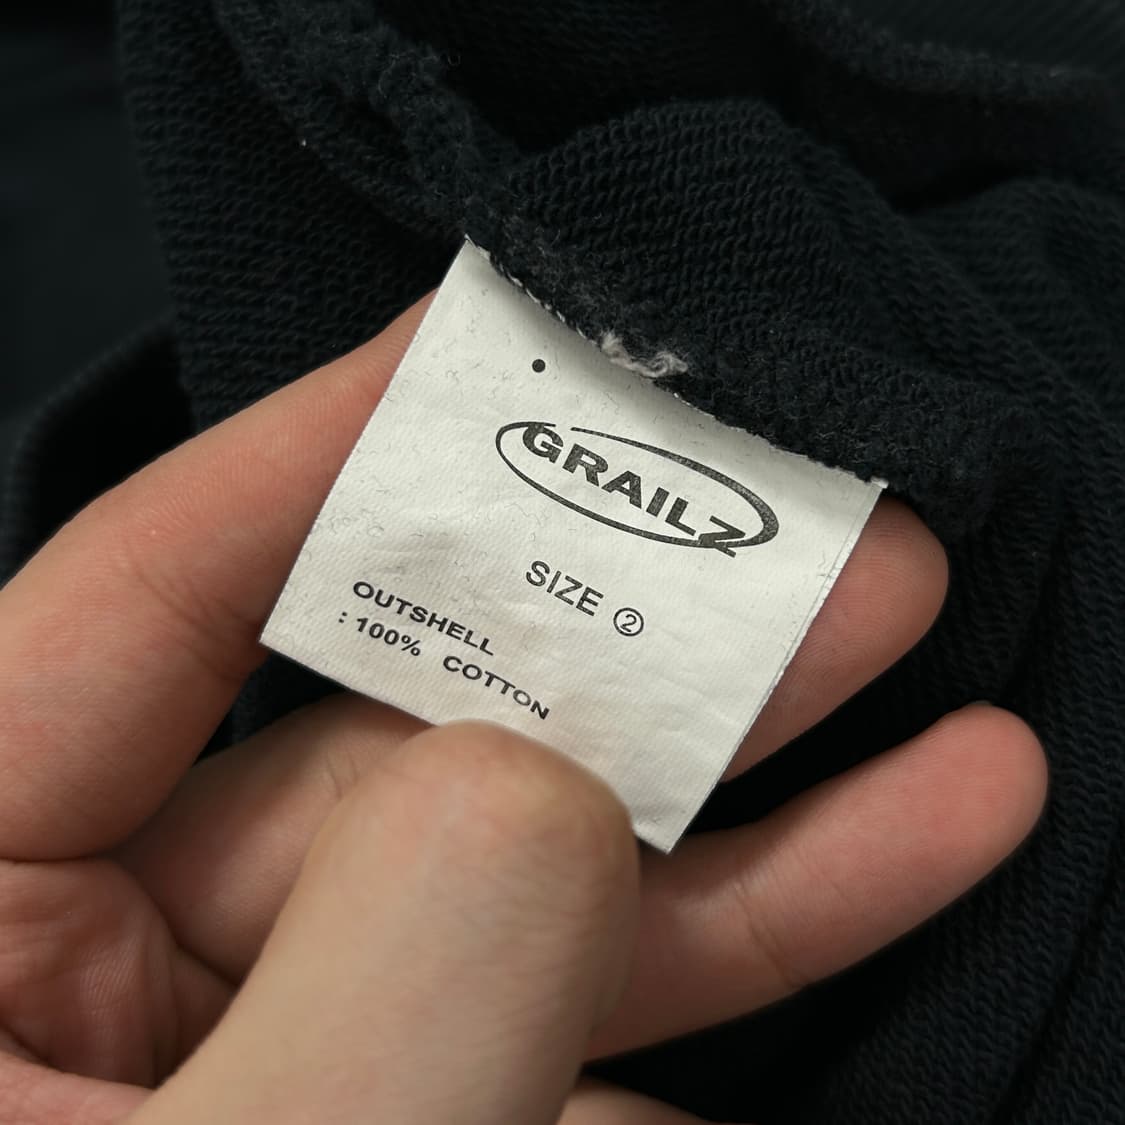 GRAILZ
SIZE ②
OUTSHELL
: 100% COTTON